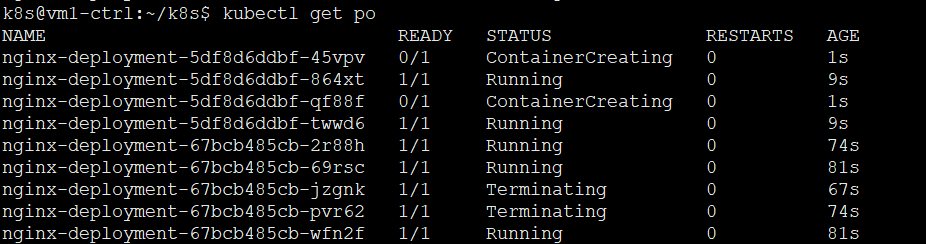 k8s@vm1-ctrl:~/k8s$ kubectl get po
NAME READY STATUS RESTARTS AGE
nginx-deployment-5df8d6ddbf-45vpv 0/1 ContainerCreating 0 1s
nginx-deployment-5df8d6ddbf-864xt 1/1 Running 0 9s
nginx-deployment-5df8d6ddbf-qf88f 0/1 ContainerCreating 0 1s
nginx-deployment-5df8d6ddbf-twwd6 1/1 Running 0 9s
nginx-deployment-67bcb485cb-2r88h 1/1 Running 0 74s
nginx-deployment-67bcb485cb-69rsc 1/1 Running 0 81s
nginx-deployment-67bcb485cb-jzgnk 1/1 Terminating 0 67s
nginx-deployment-67bcb485cb-pvr62 1/1 Terminating 0 74s
nginx-deployment-67bcb485cb-wfn2f 1/1 Running 0 81s